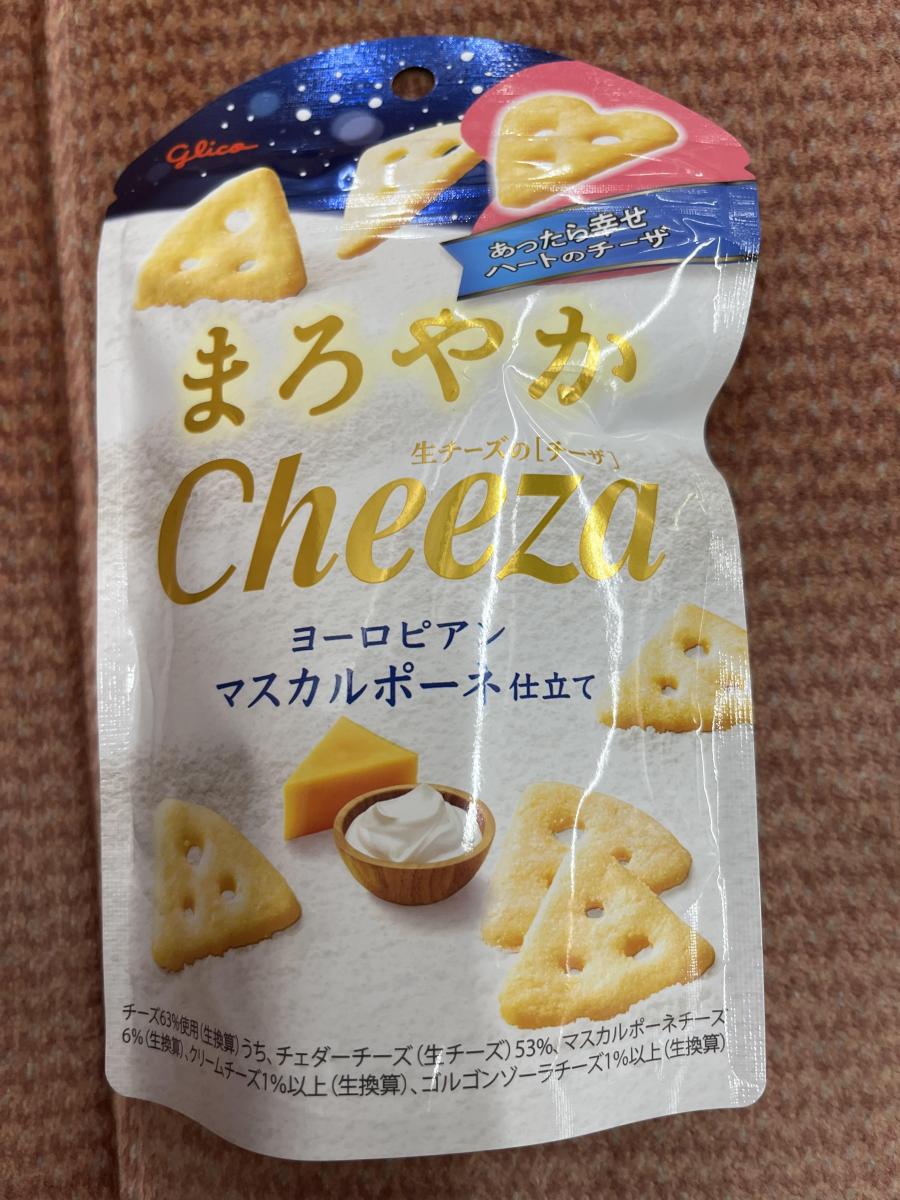 Glico
あったら幸せ
ハートのチーザ
まろやか
生チーズの[チーザ]
Cheeza
ヨーロピアン
マスカルポーネ仕立て
チーズ63%使用(生換算)うち、チェダーチーズ(生チーズ)53%、マスカルポーネチーズ
6%(生換算)、クリームチーズ1%以上(生換算)、ゴルゴンゾーラチーズ1%以上(生換算)